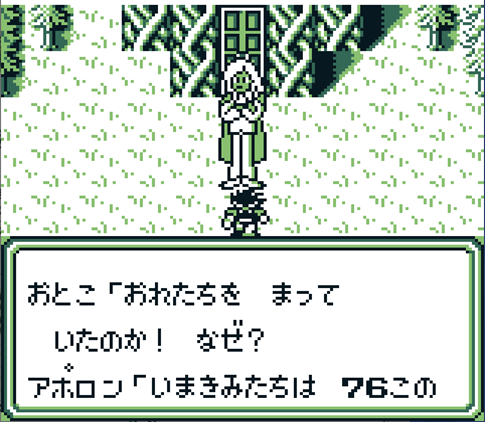 おとこ「おれたちを　まって
いたのか！　なぜ？
アポロン「いまきみたちは　76この